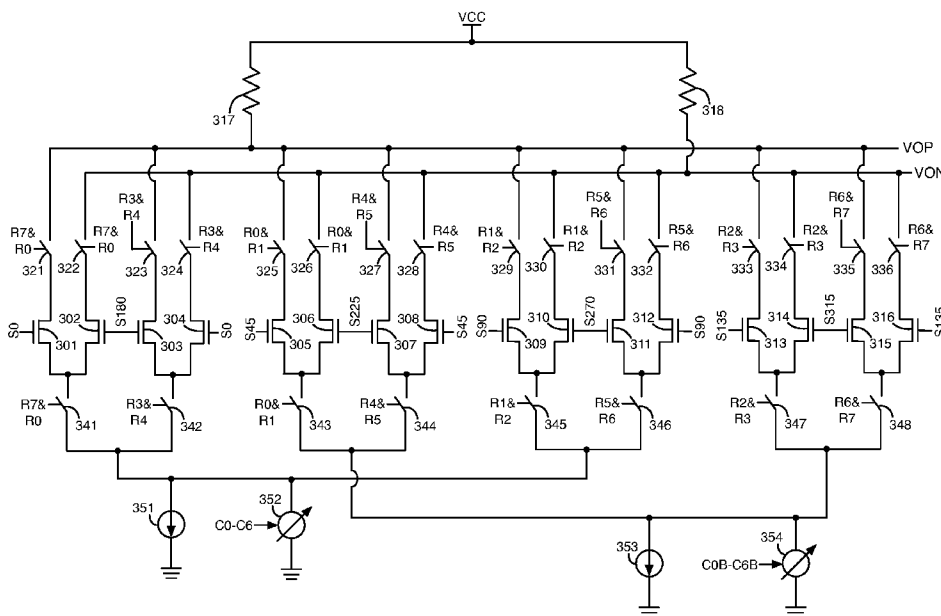 VCC
317
318
VOP
VON
R7&
R0
R7&
R0
R3&
R4
R3&
R4
R0&
R1
R0&
R1
R4&
R5
R4&
R5
R1&
R2
R1&
R2
R5&
R6
R5&
R6
R2&
R3
R2&
R3
R6&
R7
R6&
R7
321
322
323
324
325
326
327
328
329
330
331
332
333
334
335
336
S0
302
301
S180
304
303
S0
S45
306
305
S225
308
307
S45
S90
310
309
S270
312
311
S90
S135
314
313
S315
316
315
S135
R7&
R0
341
R3&
R4
342
R0&
R1
343
R4&
R5
344
R1&
R2
345
R5&
R6
346
R2&
R3
347
R6&
R7
348
351
352
C0-C6
353
354
C0B-C6B